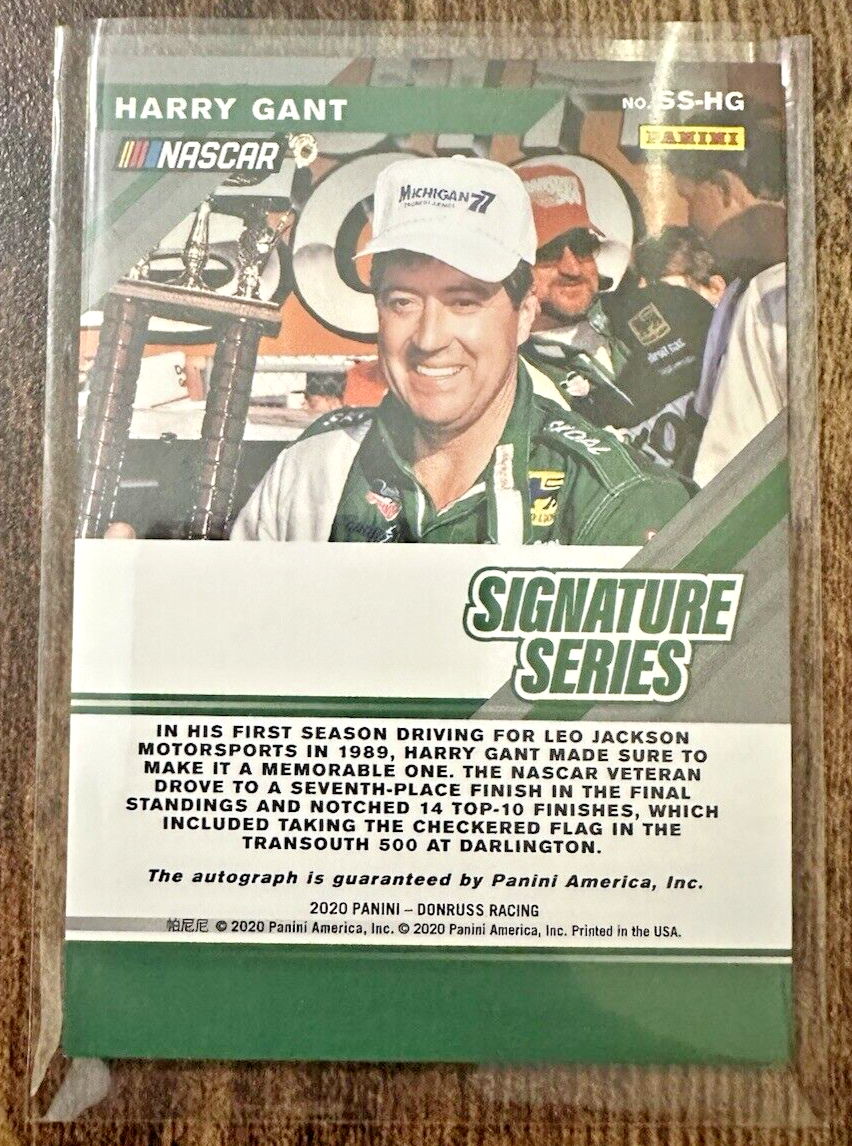 HARRY GANT
NO. SS-HG
PANINI
NASCAR
MICHIGAN 77
SIGNATURE
SERIES
IN HIS FIRST SEASON DRIVING FOR LEO JACKSON
MOTORSPORTS IN 1989, HARRY GANT MADE SURE TO
MAKE IT A MEMORABLE ONE. THE NASCAR VETERAN
DROVE TO A SEVENTH-PLACE FINISH IN THE FINAL
STANDINGS AND NOTCHED 14 TOP-10 FINISHES, WHICH
INCLUDED TAKING THE CHECKERED FLAG IN THE
TRANSOUTH 500 AT DARLINGTON.
The autograph is guaranteed by Panini America, Inc.
2020 PANINI – DONRUSS RACING
帕尼尼 © 2020 Panini America, Inc. © 2020 Panini America, Inc. Printed in the USA.